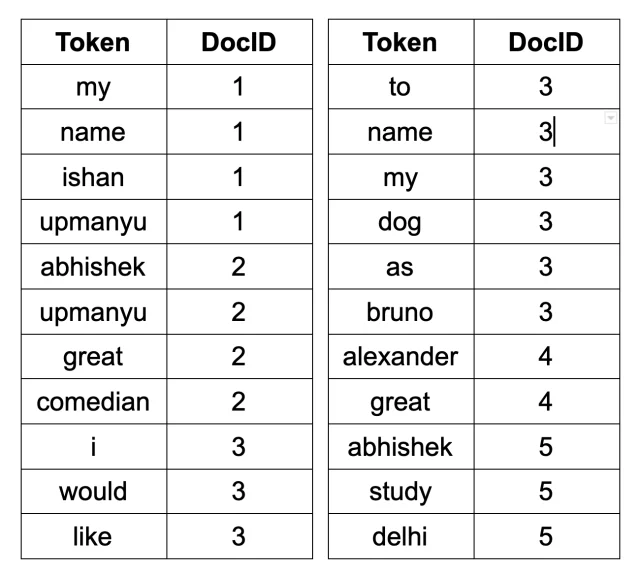 Token DocID
my 1
name 1
ishan 1
upmanyu 1
abhishek 2
upmanyu 2
great 2
comedian 2
i 3
would 3
like 3
Token DocID
to 3
name 3
my 3
dog 3
as 3
bruno 3
alexander 4
great 4
abhishek 5
study 5
delhi 5